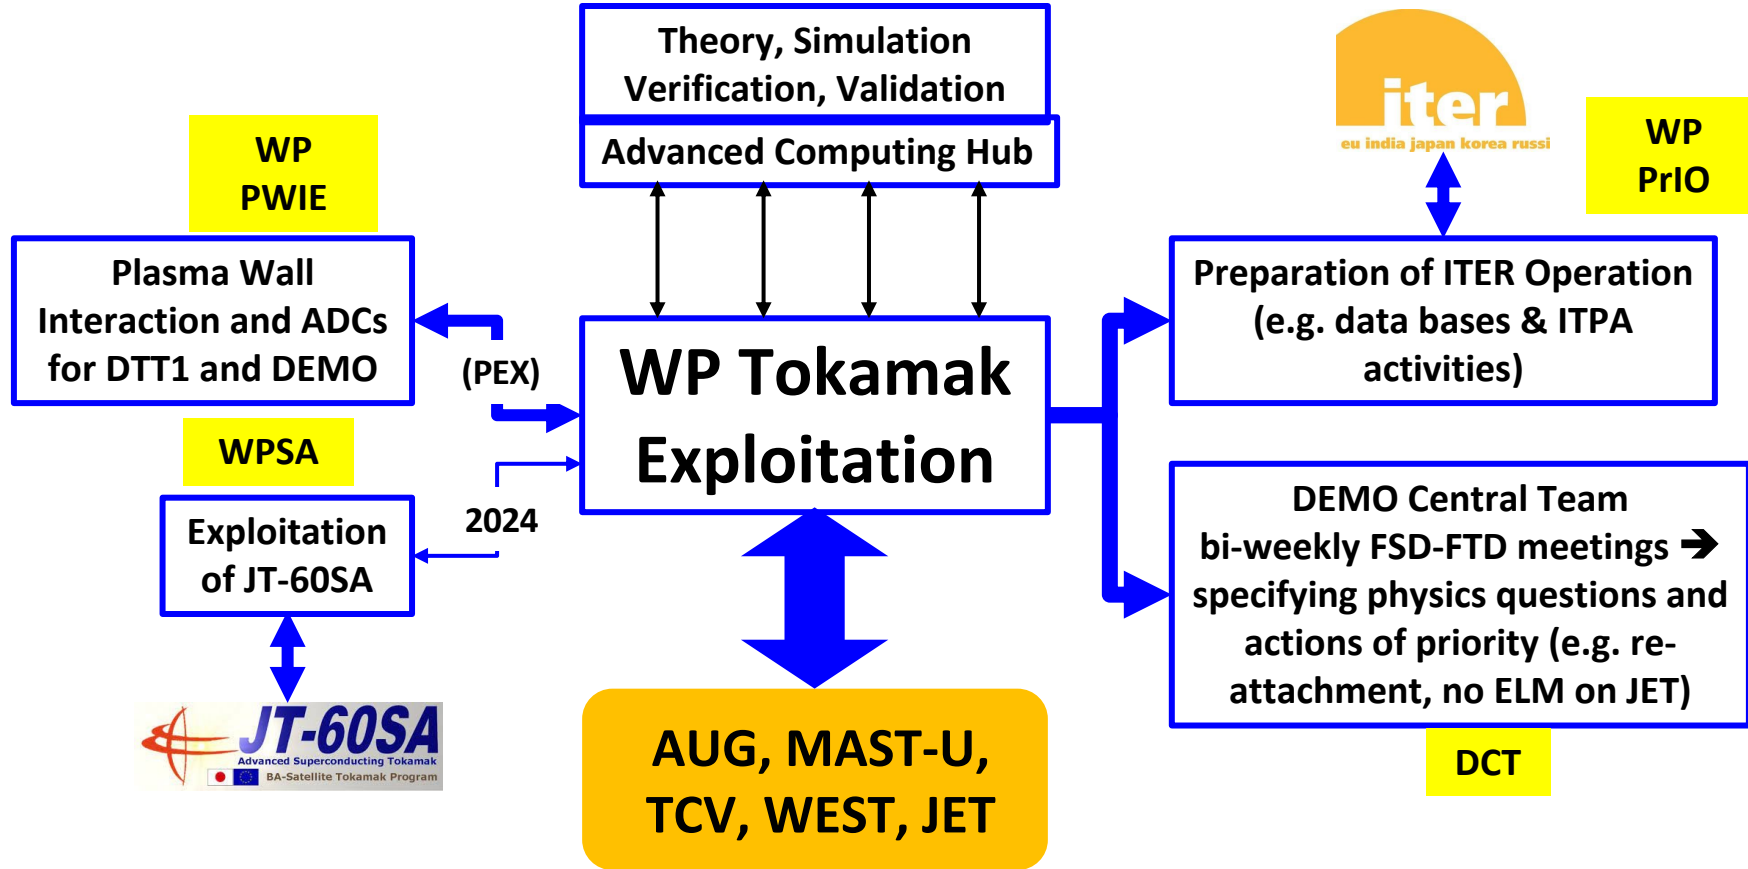 Theory, Simulation
Verification, Validation
Advanced Computing Hub
iter
eu india japan korea russi
WP
PrIO
WP
PWIE
Plasma Wall
Interaction and ADCs
for DTT1 and DEMO
(PEX)
WP Tokamak
Exploitation
Preparation of ITER Operation
(e.g. data bases & ITPA
activities)
WPSA
Exploitation
of JT-60SA
2024
DEMO Central Team
bi-weekly FSD-FTD meetings ➔
specifying physics questions and
actions of priority (e.g. re-
attachment, no ELM on JET)
DCT
JT-60SA
Advanced Superconducting Tokamak
BA-Satellite Tokamak Program
AUG, MAST-U,
TCV, WEST, JET